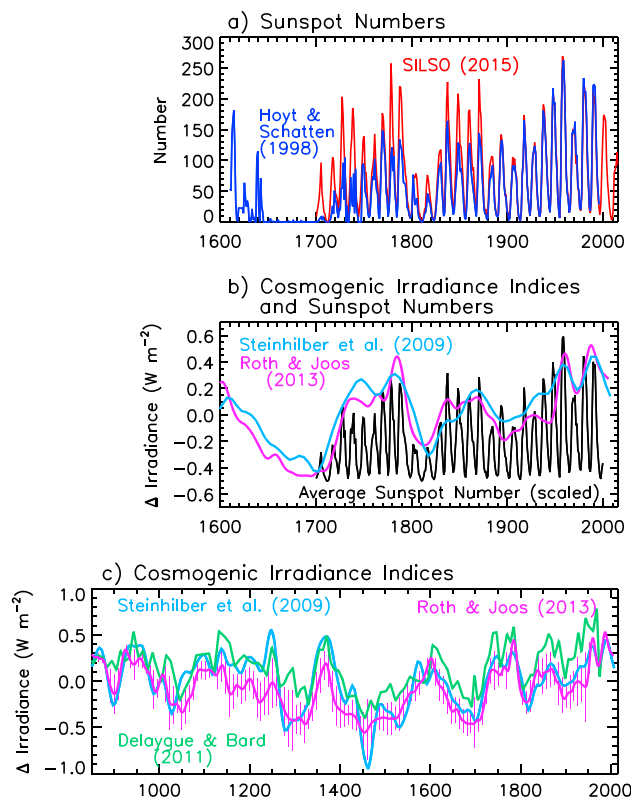 a) Sunspot Numbers
300
250
200
150
100
50
0
Number
SILSO (2015)
Hoyt &
Schatten
(1998)
1600 1700 1800 1900 2000
b) Cosmogenic Irradiance Indices
and Sunspot Numbers
0.6
0.4
0.2
0.0
−0.2
−0.4
−0.6
Δ Irradiance (W m⁻²)
Steinhilber et al. (2009)
Roth & Joos
(2013)
Average Sunspot Number (scaled)
1600 1700 1800 1900 2000
c) Cosmogenic Irradiance Indices
1.0
0.5
0.0
−0.5
−1.0
Δ Irradiance (W m⁻²)
Steinhilber et al. (2009)
Roth & Joos (2013)
Delaygue & Bard
(2011)
1000 1200 1400 1600 1800 2000